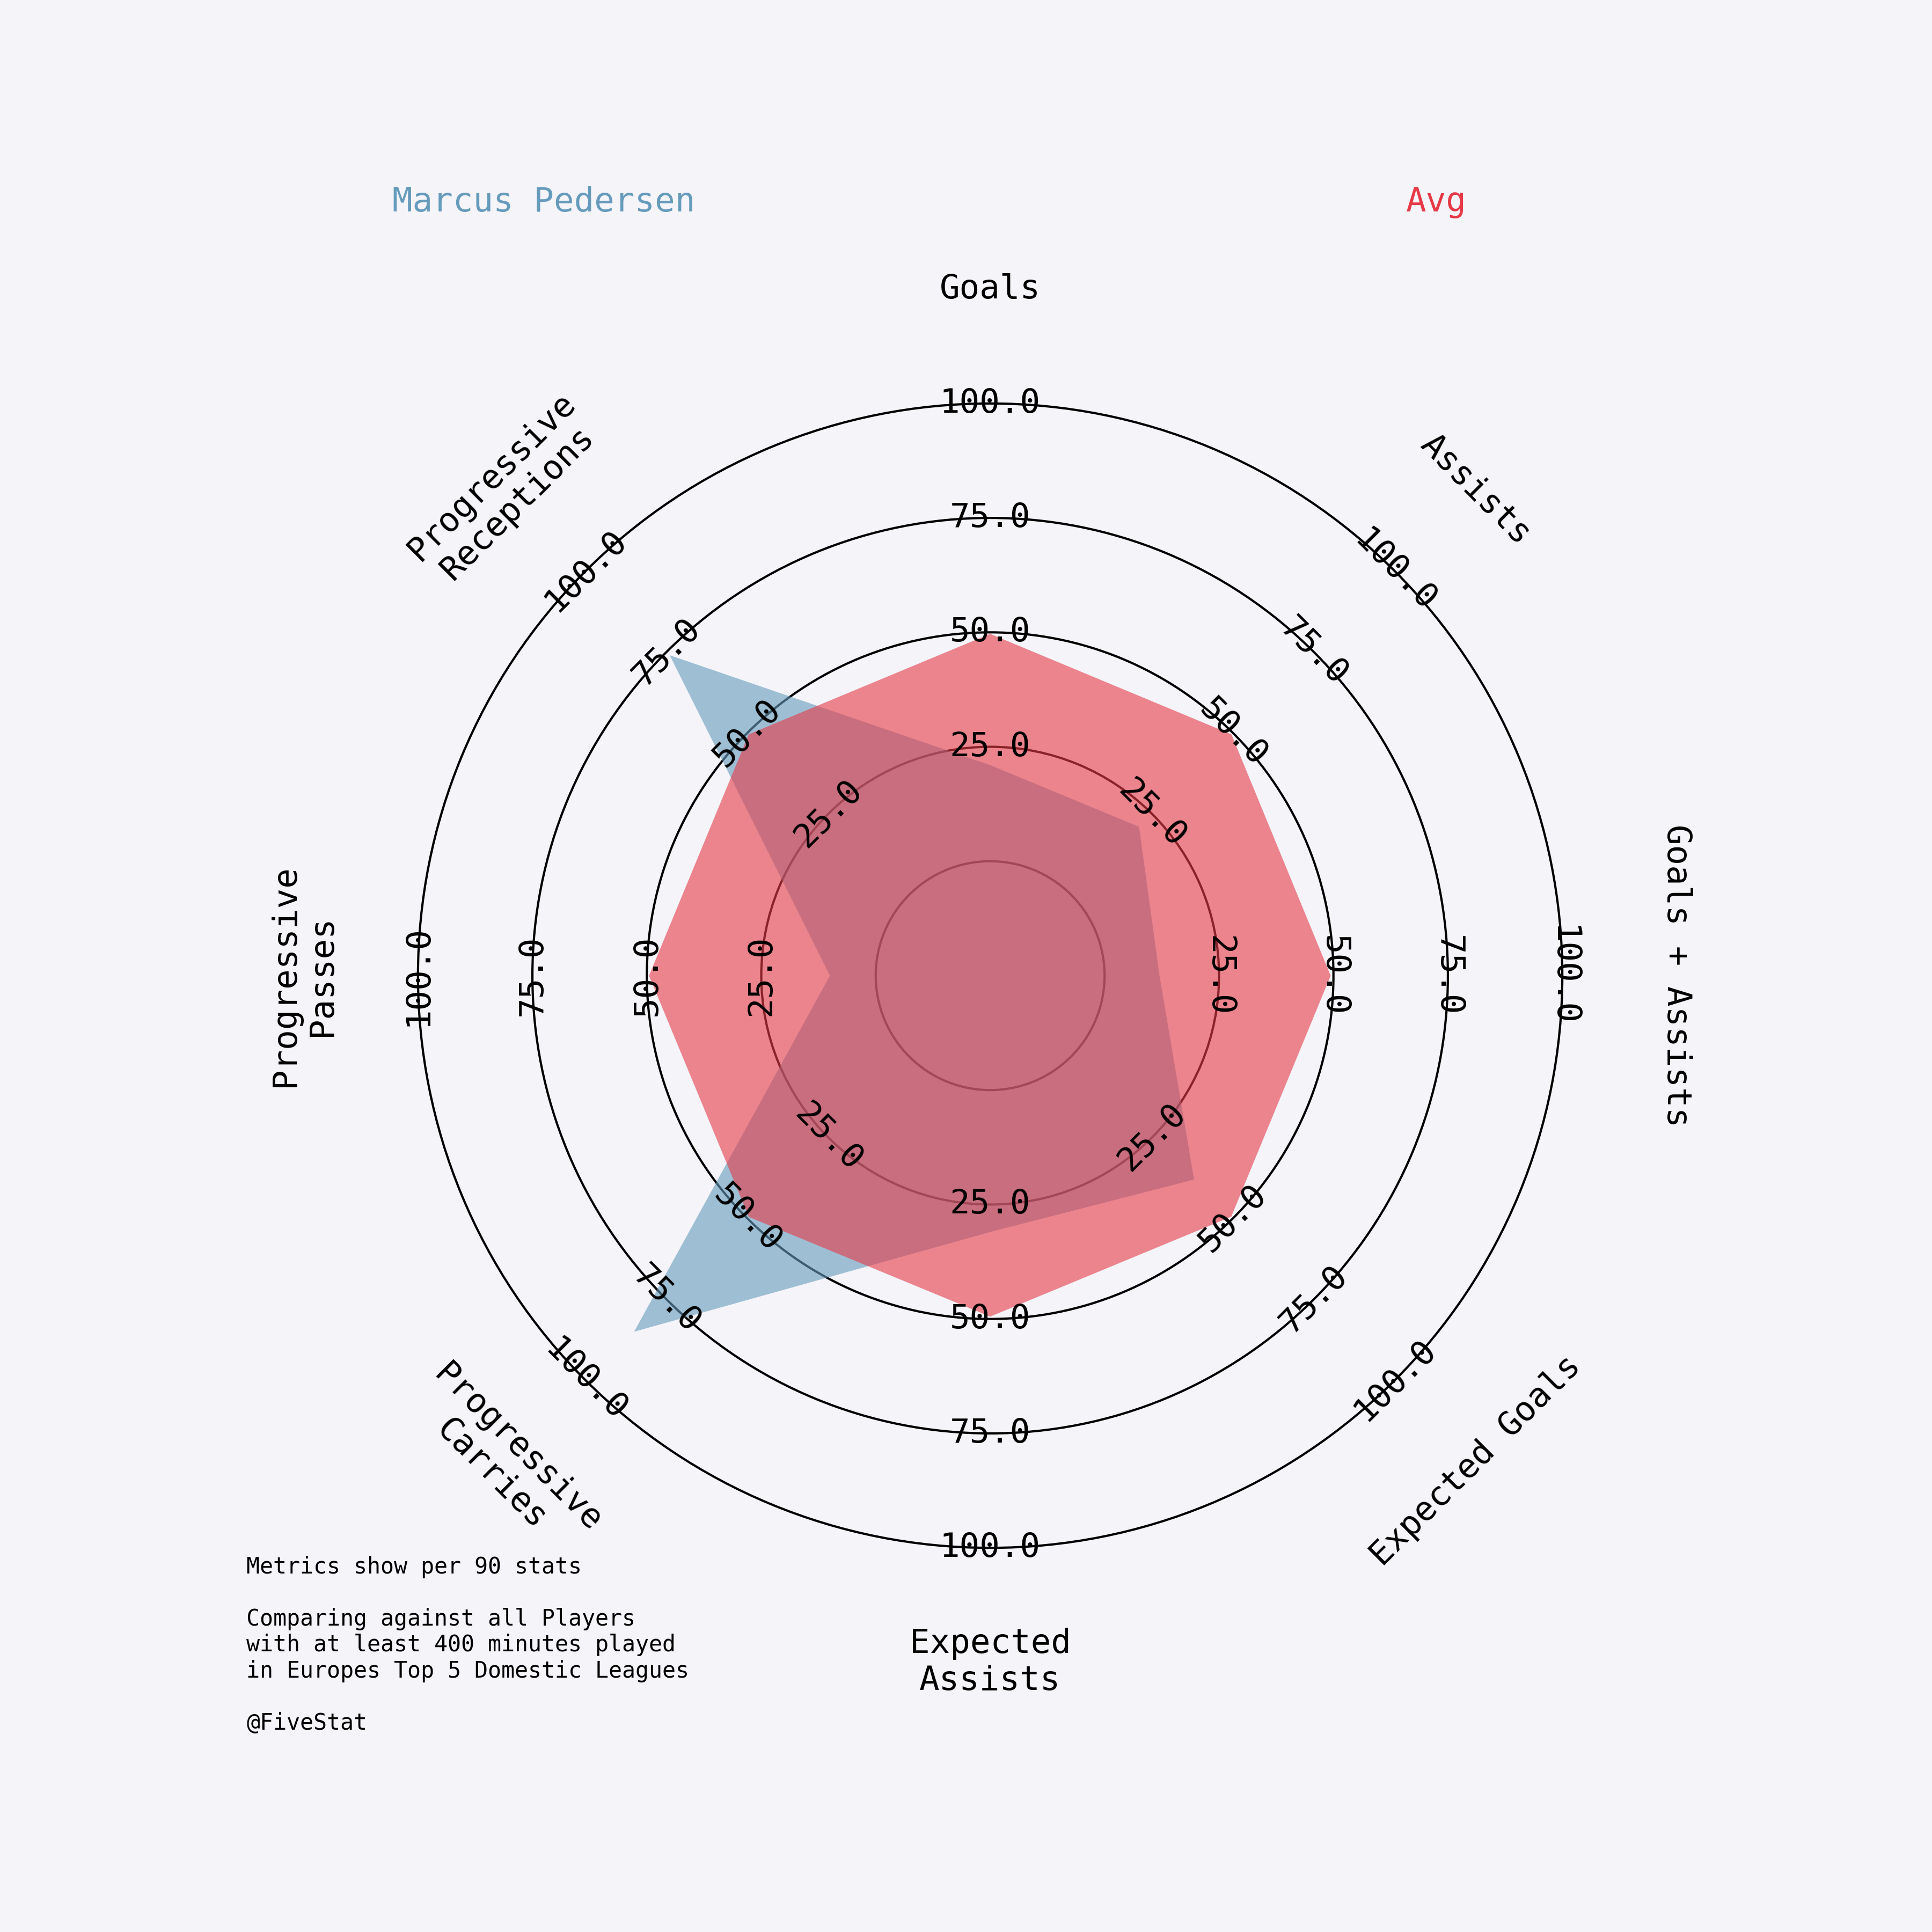 Marcus Pedersen
Avg
Goals
Assists
Goals + Assists
Expected Goals
Expected
Assists
Progressive
Carries
Progressive
Passes
Progressive
Receptions
25.0
50.0
75.0
100.0
25.0
50.0
75.0
100.0
25.0
50.0
75.0
100.0
25.0
50.0
75.0
100.0
25.0
50.0
75.0
100.0
25.0
50.0
75.0
100.0
25.0
50.0
75.0
100.0
25.0
50.0
75.0
100.0
Metrics show per 90 stats
Comparing against all Players
with at least 400 minutes played
in Europes Top 5 Domestic Leagues
@FiveStat